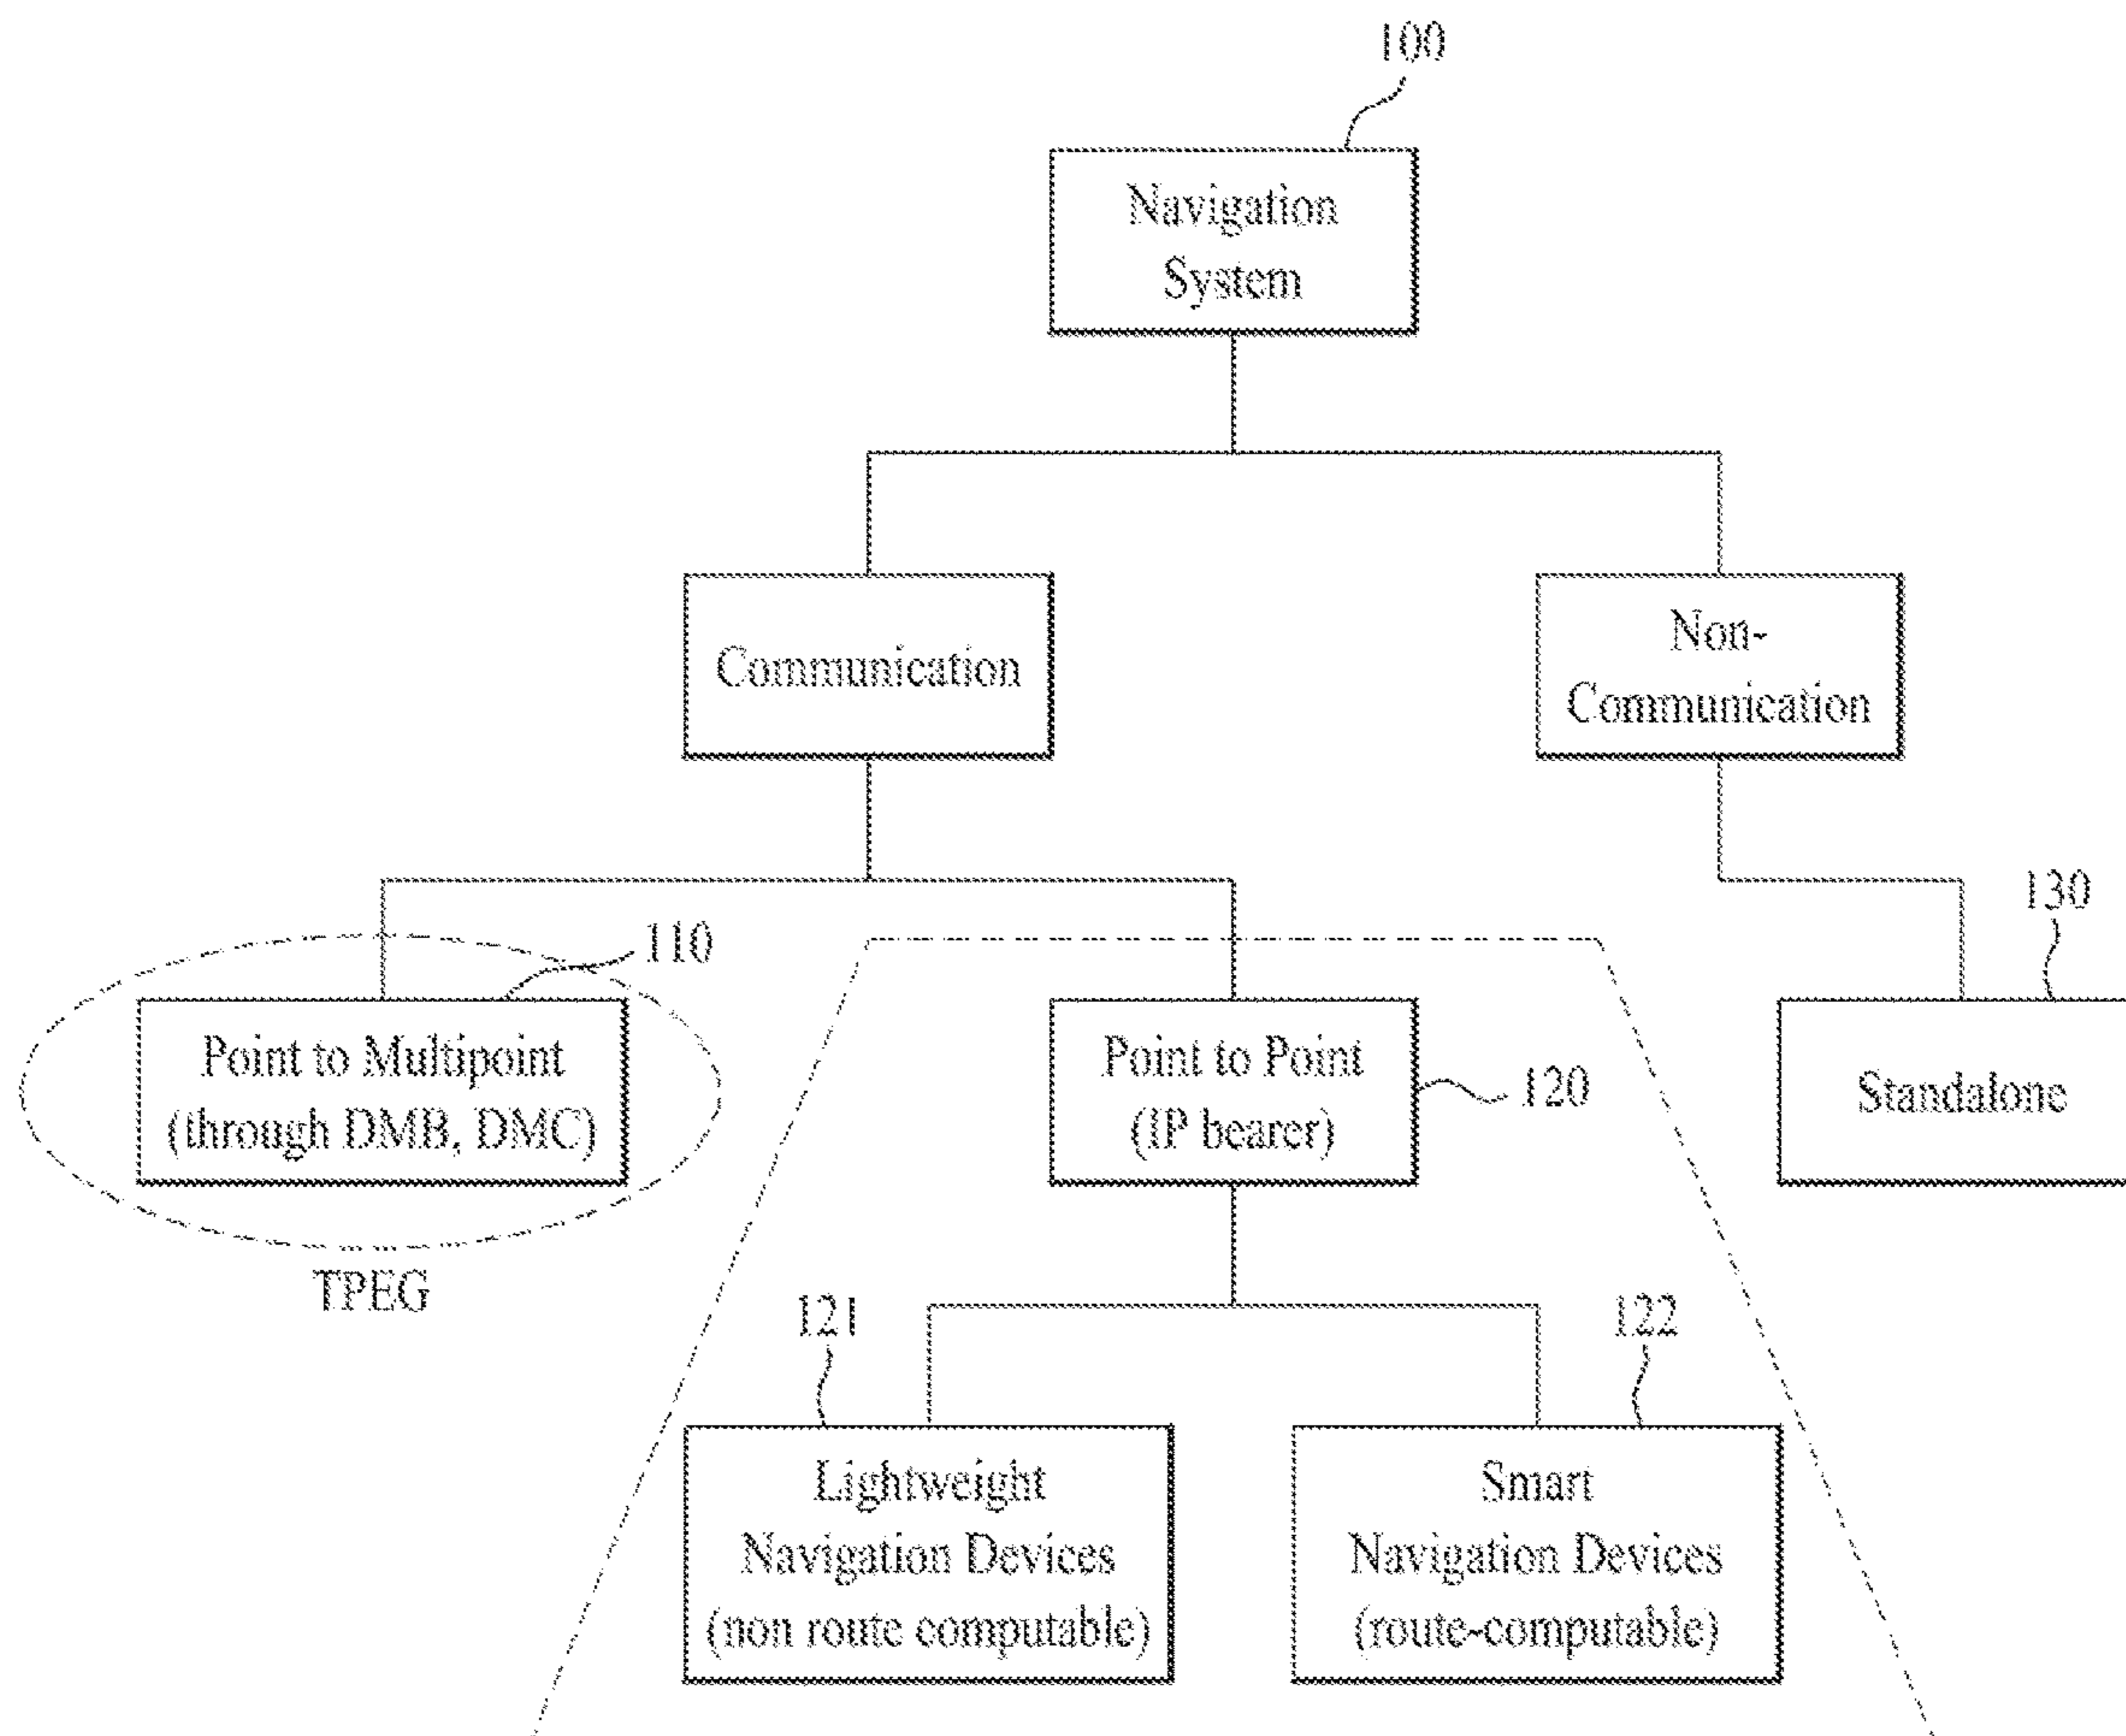 100
Navigation
System
Communication
Non-
Communication
110
130
Point to Multipoint
(through DMB, DMC)
Point to Point
(IP bearer)
120
Standalone
TPEG
121
122
Lightweight
Navigation Devices
(non route computable)
Smart
Navigation Devices
(route-computable)